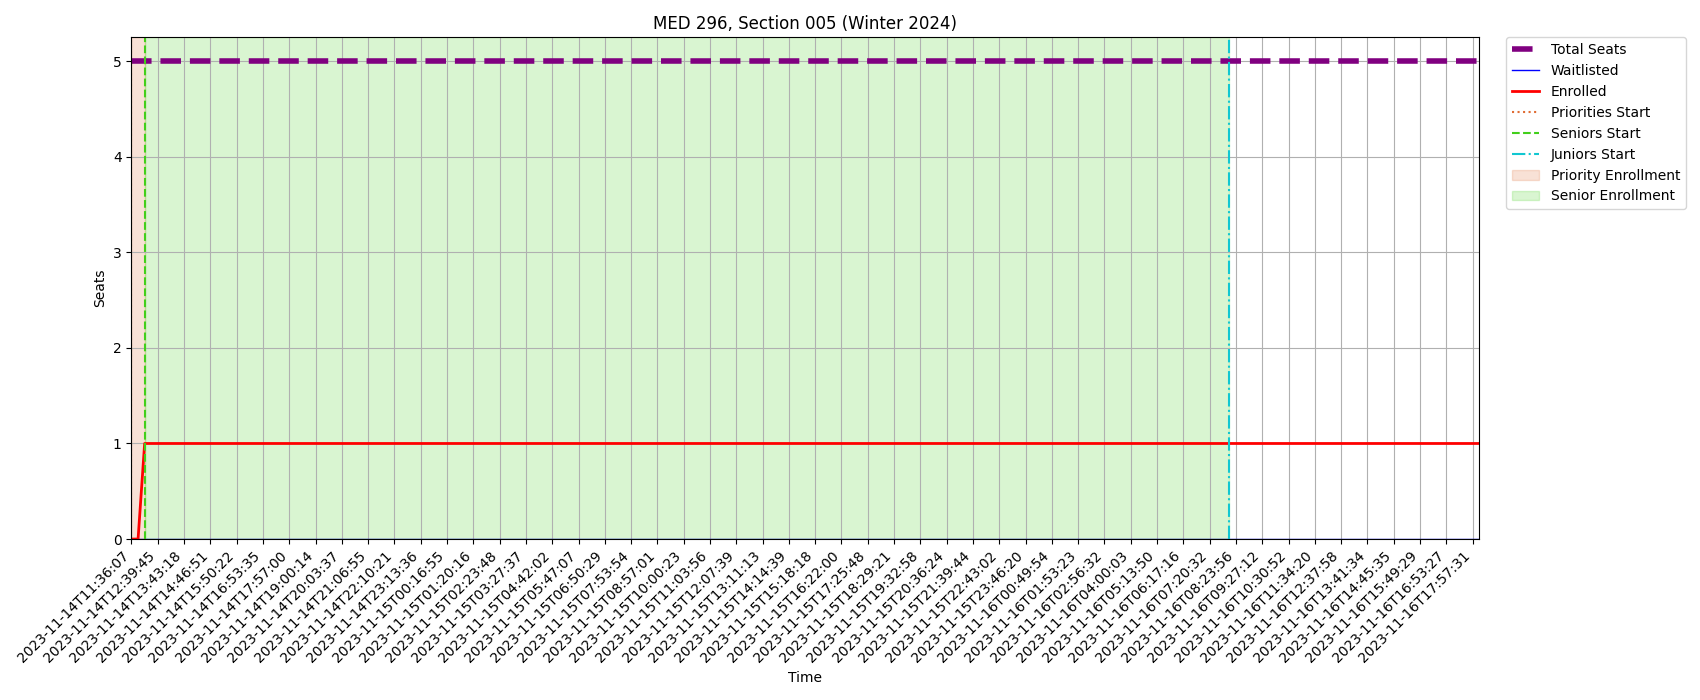 MED 296, Section 005 (Winter 2024)
Total Seats
Waitlisted
Enrolled
Priorities Start
Seniors Start
Juniors Start
Priority Enrollment
Senior Enrollment
Seats
5
4
3
2
1
0
2023-11-14T11:36:07
2023-11-14T12:39:45
2023-11-14T13:43:18
2023-11-14T14:46:51
2023-11-14T15:50:22
2023-11-14T16:53:35
2023-11-14T17:57:00
2023-11-14T19:00:14
2023-11-14T20:03:37
2023-11-14T21:06:55
2023-11-14T22:10:21
2023-11-14T23:13:36
2023-11-15T00:16:55
2023-11-15T01:20:16
2023-11-15T02:23:48
2023-11-15T03:27:37
2023-11-15T04:42:02
2023-11-15T05:47:07
2023-11-15T06:50:29
2023-11-15T07:53:54
2023-11-15T08:57:01
2023-11-15T10:00:23
2023-11-15T11:03:56
2023-11-15T12:07:39
2023-11-15T13:11:13
2023-11-15T14:14:39
2023-11-15T15:18:18
2023-11-15T16:22:00
2023-11-15T17:25:48
2023-11-15T18:29:21
2023-11-15T19:32:58
2023-11-15T20:36:24
2023-11-15T21:39:44
2023-11-15T22:43:02
2023-11-15T23:46:20
2023-11-16T00:49:54
2023-11-16T01:53:23
2023-11-16T02:56:32
2023-11-16T04:00:03
2023-11-16T05:13:50
2023-11-16T06:17:16
2023-11-16T07:20:32
2023-11-16T08:23:56
2023-11-16T09:27:12
2023-11-16T10:30:52
2023-11-16T11:34:20
2023-11-16T12:37:58
2023-11-16T13:41:34
2023-11-16T14:45:35
2023-11-16T15:49:29
2023-11-16T16:53:27
2023-11-16T17:57:31
Time